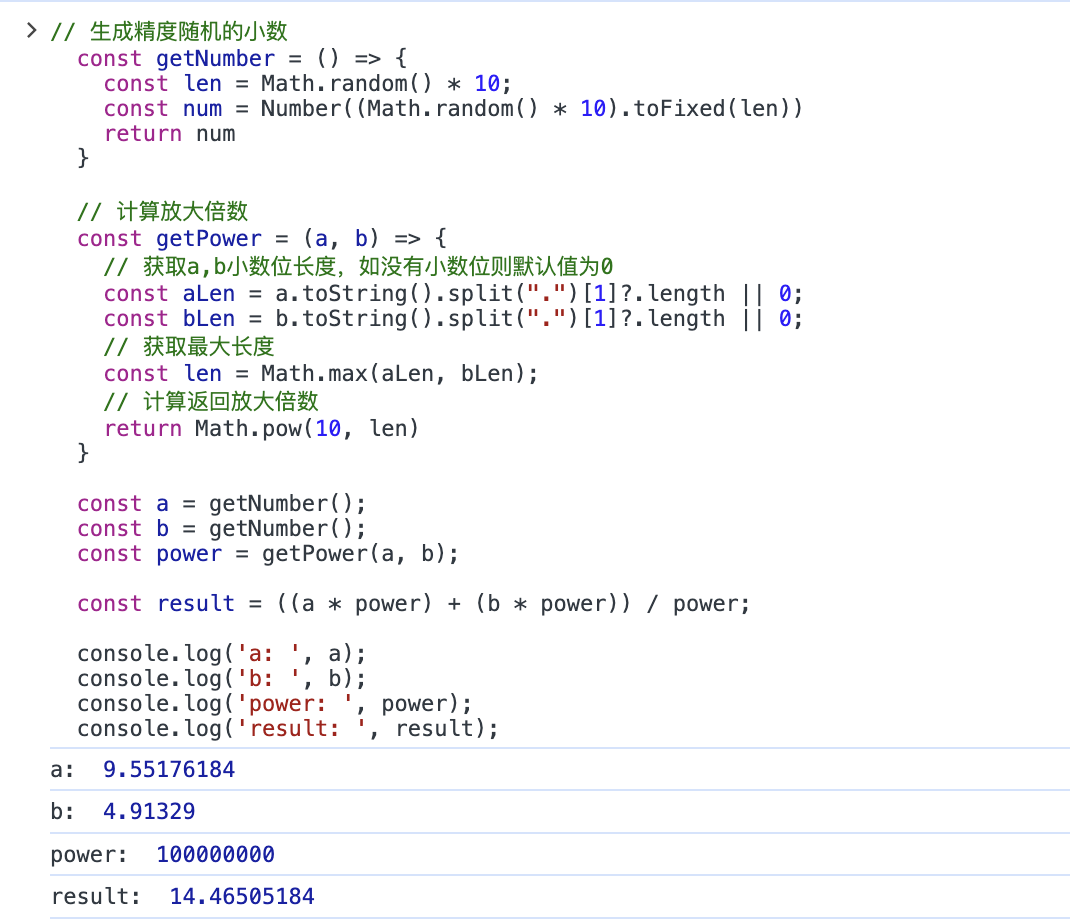 // 生成精度随机的小数
const getNumber = () => {
  const len = Math.random() * 10;
  const num = Number((Math.random() * 10).toFixed(len))
  return num
}

// 计算放大倍数
const getPower = (a, b) => {
  // 获取a,b小数位长度，如没有小数位则默认值为0
  const aLen = a.toString().split(".")[1]?.length || 0;
  const bLen = b.toString().split(".")[1]?.length || 0;
  // 获取最大长度
  const len = Math.max(aLen, bLen);
  // 计算返回放大倍数
  return Math.pow(10, len)
}

const a = getNumber();
const b = getNumber();
const power = getPower(a, b);

const result = ((a * power) + (b * power)) / power;

console.log('a: ', a);
console.log('b: ', b);
console.log('power: ', power);
console.log('result: ', result);
a:  9.55176184
b:  4.91329
power:  100000000
result:  14.46505184